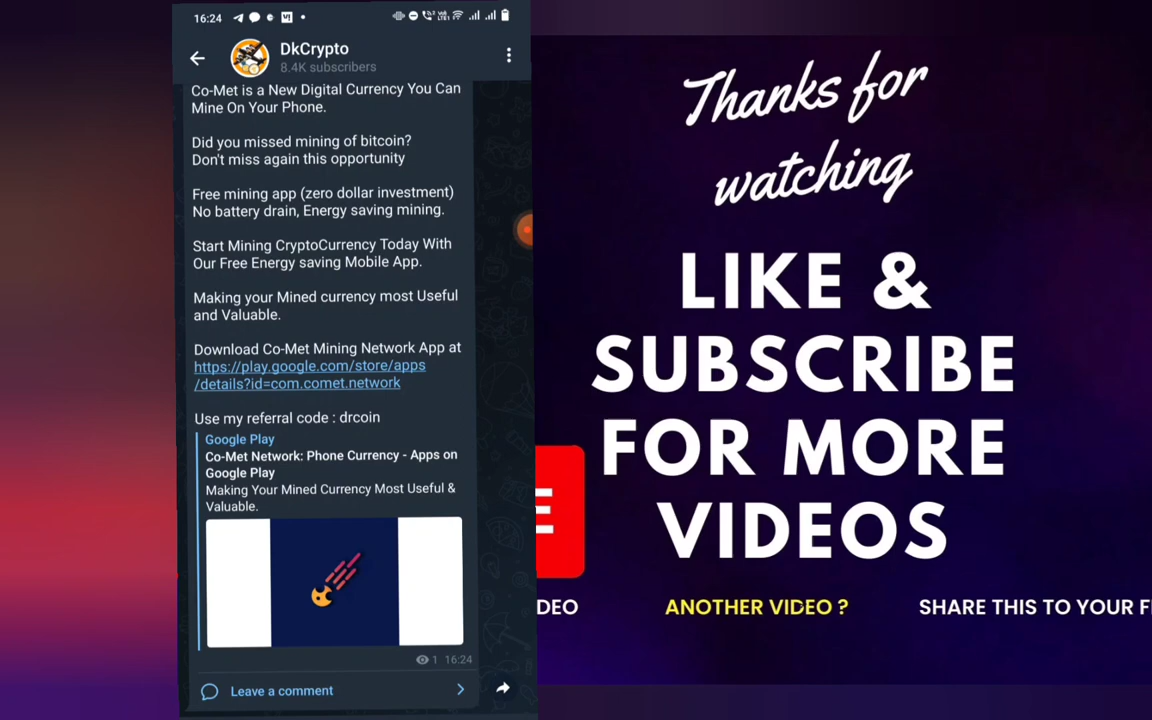 16:24
DkCrypto
8.4K subscribers
Co-Met is a New Digital Currency You Can
Mine On Your Phone.
Did you missed mining of bitcoin?
Don't miss again this opportunity
Free mining app (zero dollar investment)
No battery drain, Energy saving mining.
Start Mining CryptoCurrency Today With
Our Free Energy saving Mobile App.
Making your Mined currency most Useful
and Valuable.
Download Co-Met Mining Network App at
https://play.google.com/store/apps
/details?id=com.comet.network
Use my referral code : drcoin
Google Play
Co-Met Network: Phone Currency - Apps on
Google Play
Making Your Mined Currency Most Useful &
Valuable.
1 16:24
Leave a comment
Thanks for
watching
LIKE &
SUBSCRIBE
FOR MORE
VIDEOS
E
DEO
ANOTHER VIDEO ?
SHARE THIS TO YOUR F